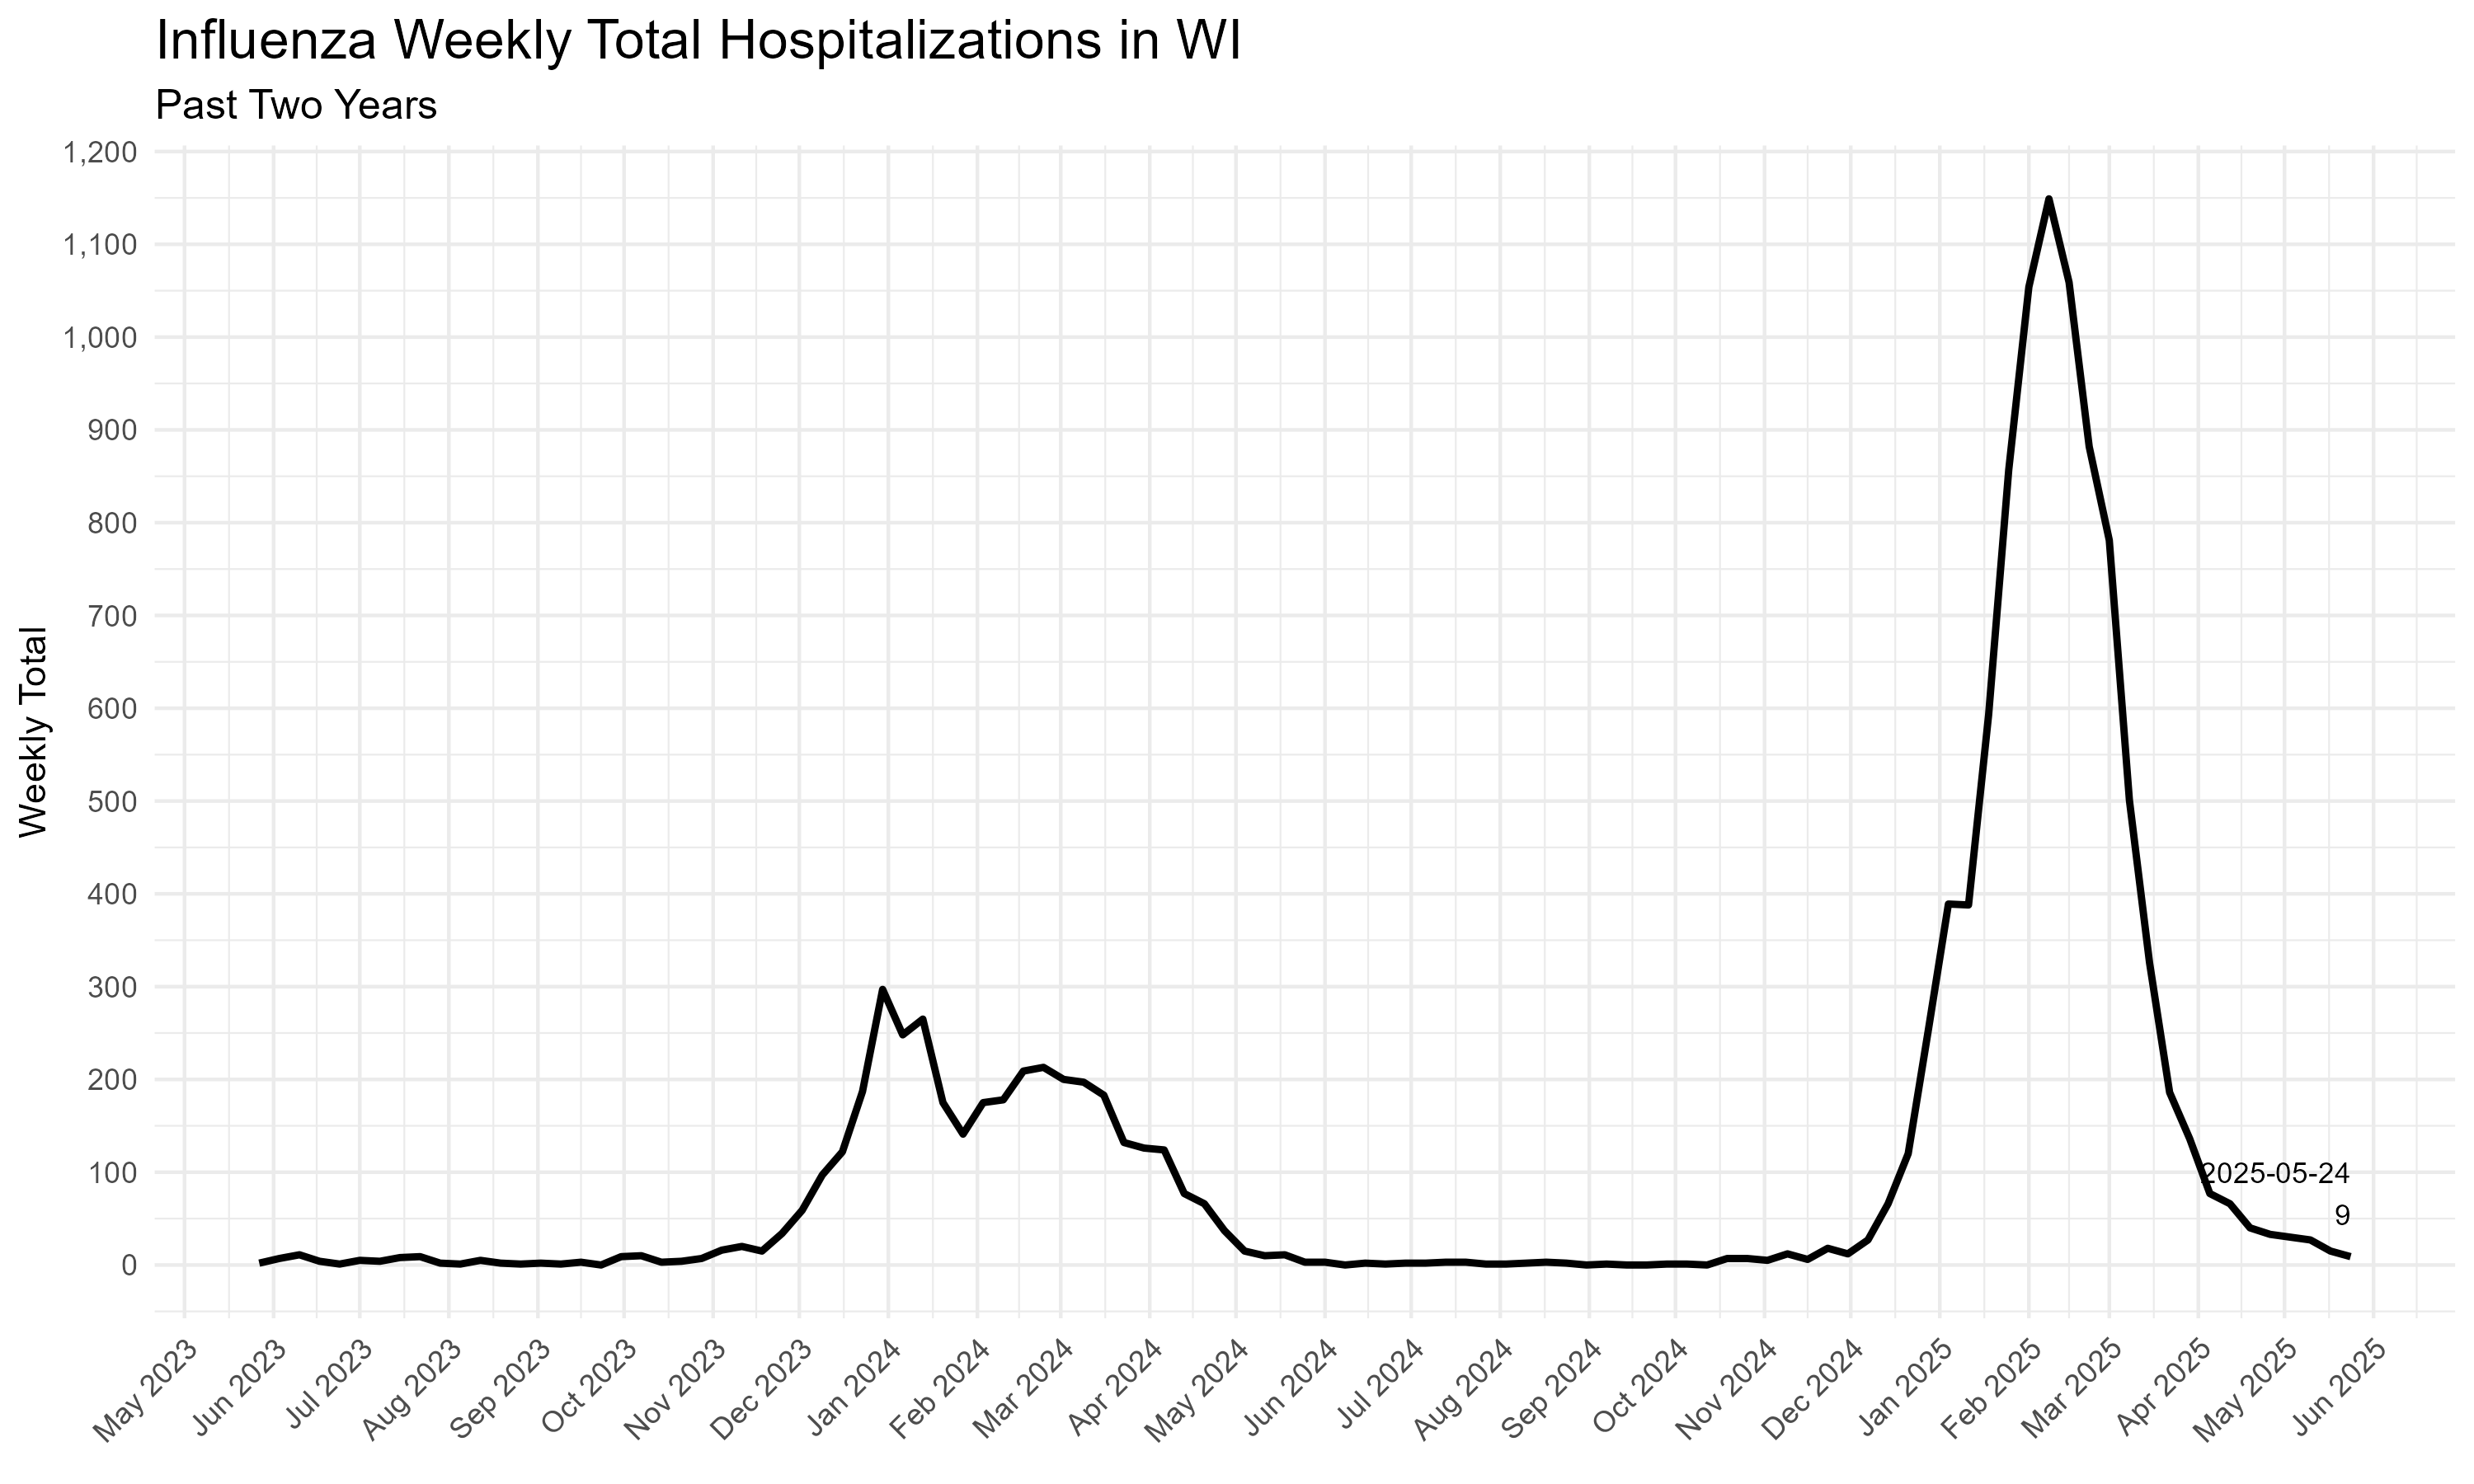 Influenza Weekly Total Hospitalizations in WI
Past Two Years
Weekly Total
1,200
1,100
1,000
900
800
700
600
500
400
300
200
100
0
2025-05-24
9
May 2023
Jun 2023
Jul 2023
Aug 2023
Sep 2023
Oct 2023
Nov 2023
Dec 2023
Jan 2024
Feb 2024
Mar 2024
Apr 2024
May 2024
Jun 2024
Jul 2024
Aug 2024
Sep 2024
Oct 2024
Nov 2024
Dec 2024
Jan 2025
Feb 2025
Mar 2025
Apr 2025
May 2025
Jun 2025